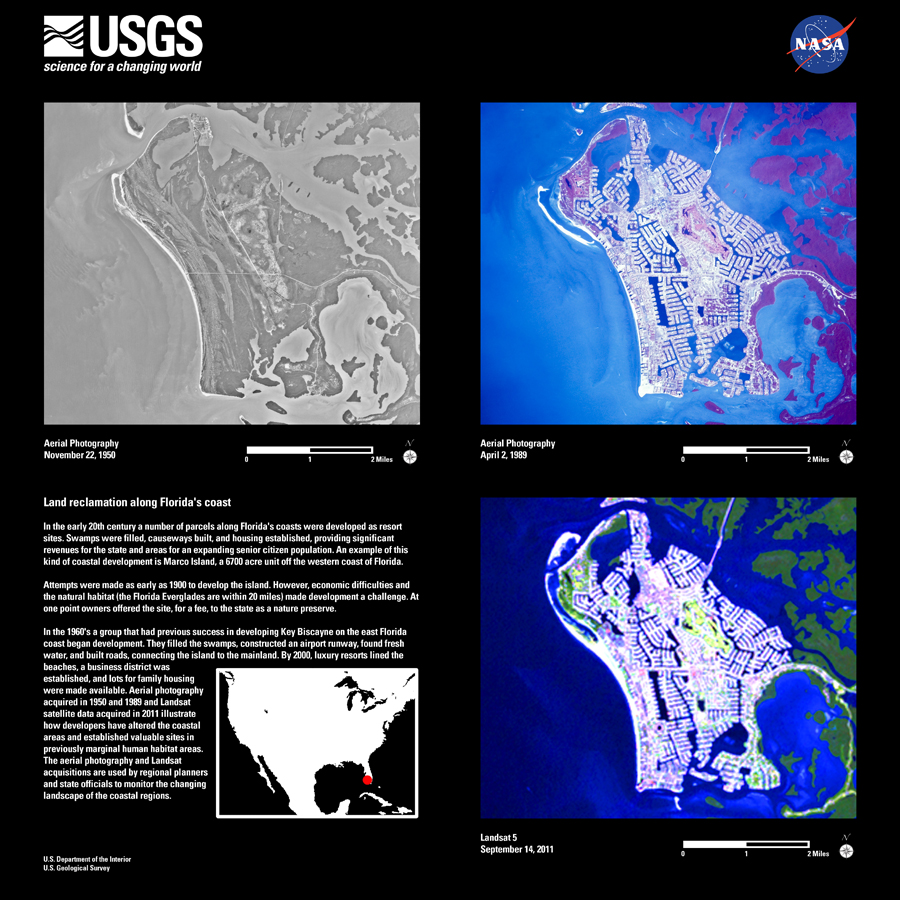 USGS
science for a changing world
NASA
Aerial Photography
November 22, 1950
0 1 2 Miles
N
Aerial Photography
April 2, 1989
0 1 2 Miles
N
Land reclamation along Florida's coast
In the early 20th century a number of parcels along Florida's coasts were developed as resort
sites. Swamps were filled, causeways built, and housing established, providing significant
revenues for the state and areas for an expanding senior citizen population. An example of this
kind of coastal development is Marco Island, a 6700 acre unit off the western coast of Florida.
Attempts were made as early as 1900 to develop the island. However, economic difficulties and
the natural habitat (the Florida Everglades are within 20 miles) made development a challenge. At
one point owners offered the site, for a fee, to the state as a nature preserve.
In the 1960's a group that had previous success in developing Key Biscayne on the east Florida
coast began development. They filled the swamps, constructed an airport runway, found fresh
water, and built roads, connecting the island to the mainland. By 2000, luxury resorts lined the
beaches, a business district was
established, and lots for family housing
were made available. Aerial photography
acquired in 1950 and 1989 and Landsat
satellite data acquired in 2011 illustrate
how developers have altered the coastal
areas and established valuable sites in
previously marginal human habitat areas.
The aerial photography and Landsat
acquisitions are used by regional planners
and state officials to monitor the changing
landscape of the coastal regions.
Landsat 5
September 14, 2011
0 1 2 Miles
N
U.S. Department of the Interior
U.S. Geological Survey